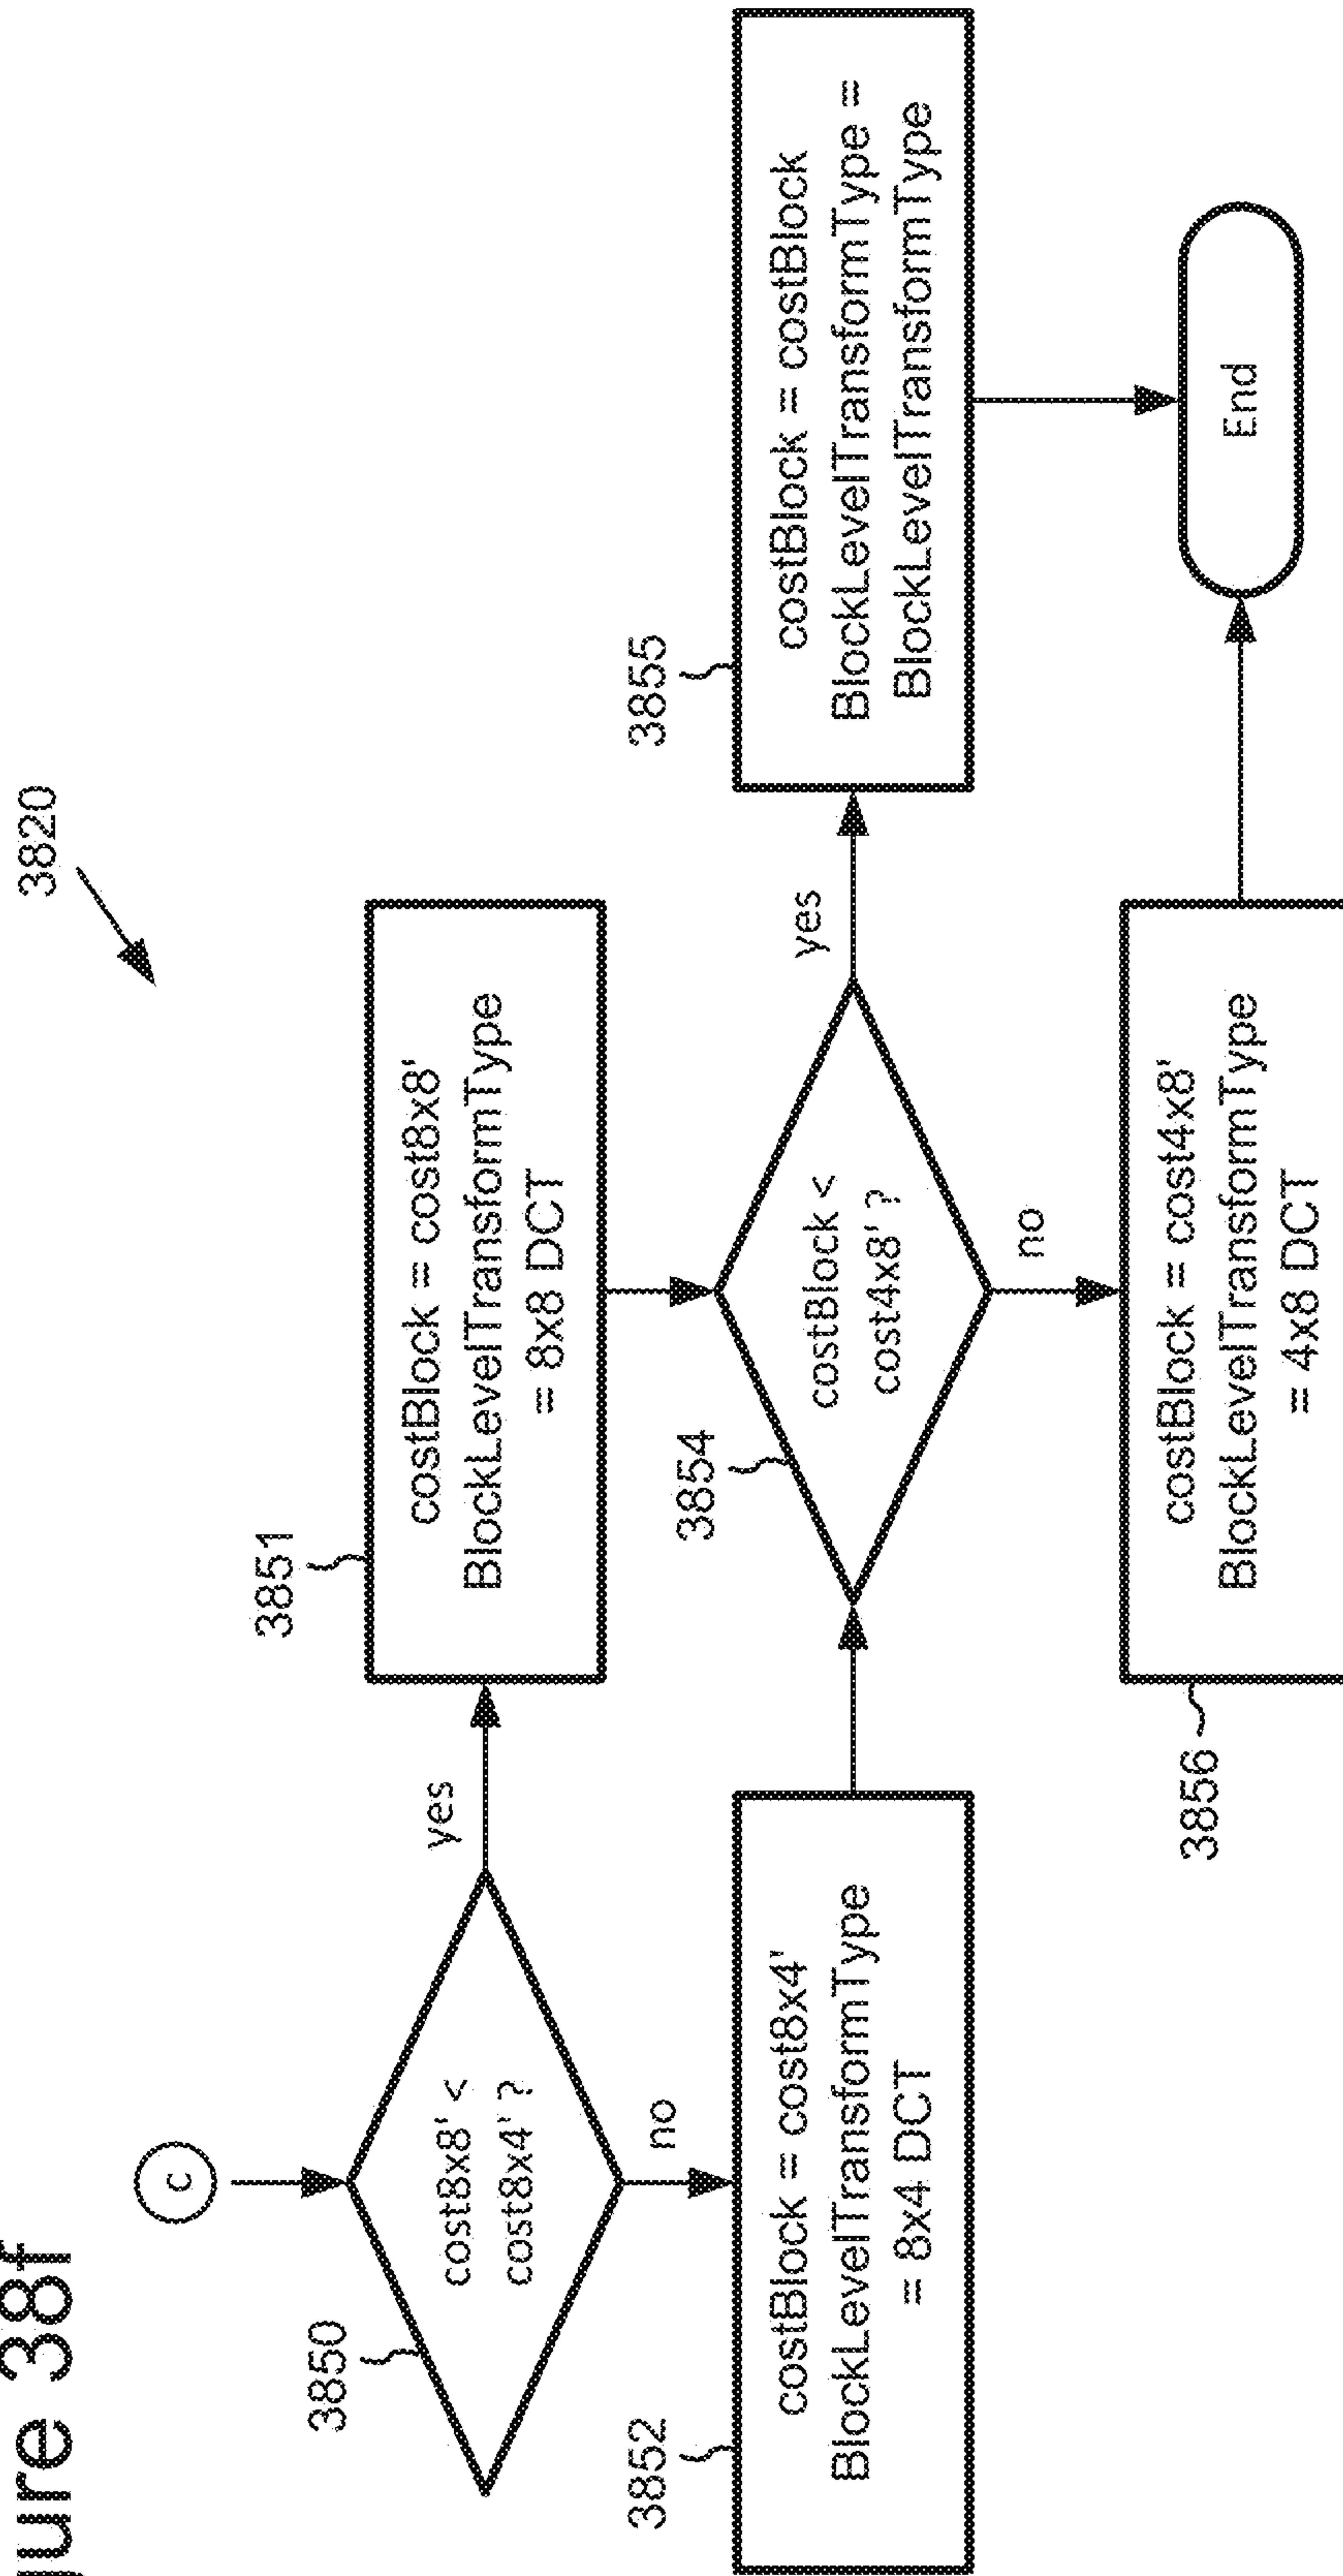 ure 38f
3820
c
3850
cost8x8' <
cost8x4' ?
yes
no
3851
costBlock = cost8x8'
BlockLevelTransformType
= 8x8 DCT
3852
costBlock = cost8x4'
BlockLevelTransformType
= 8x4 DCT
3854
costBlock <
cost4x8' ?
yes
no
3855
costBlock = costBlock
BlockLevelTransformType =
BlockLevelTransformType
3856
costBlock = cost4x8'
BlockLevelTransformType
= 4x8 DCT
End